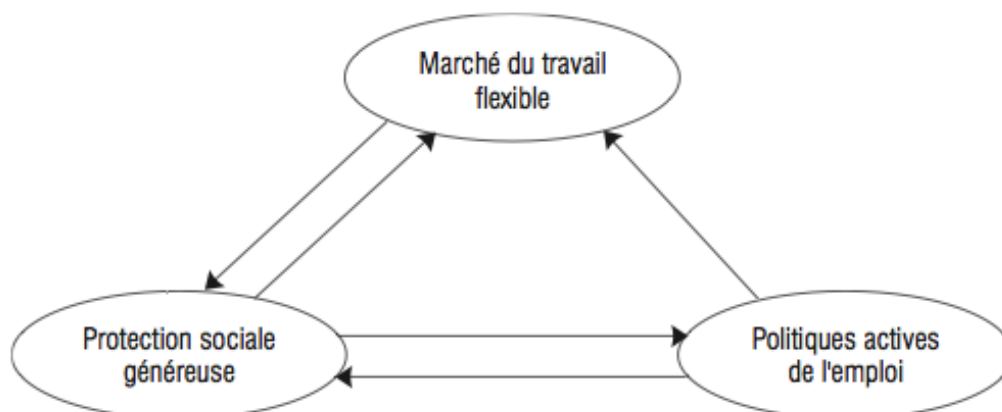 Marché du travail
flexible
Protection sociale
généreuse
Politiques actives
de l'emploi